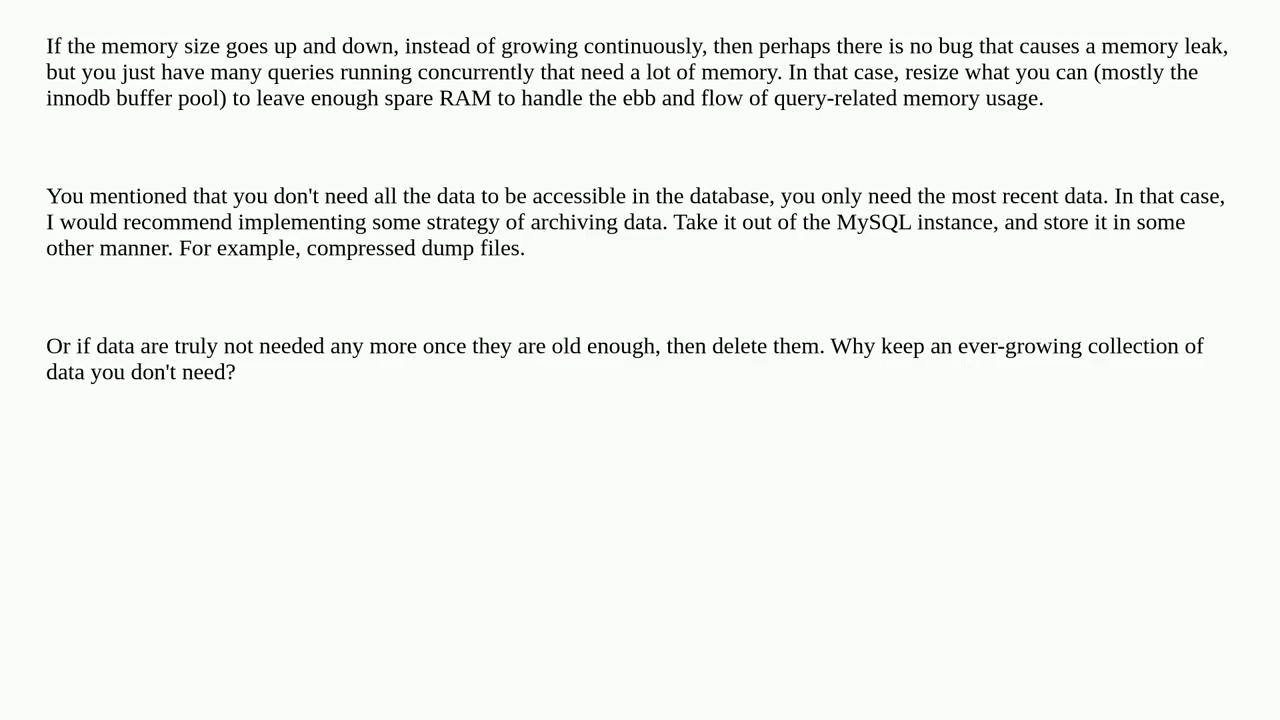 If the memory size goes up and down, instead of growing continuously, then perhaps there is no bug that causes a memory leak,
but you just have many queries running concurrently that need a lot of memory. In that case, resize what you can (mostly the
innodb buffer pool) to leave enough spare RAM to handle the ebb and flow of query-related memory usage.
You mentioned that you don't need all the data to be accessible in the database, you only need the most recent data. In that case,
I would recommend implementing some strategy of archiving data. Take it out of the MySQL instance, and store it in some
other manner. For example, compressed dump files.
Or if data are truly not needed any more once they are old enough, then delete them. Why keep an ever-growing collection of
data you don't need?